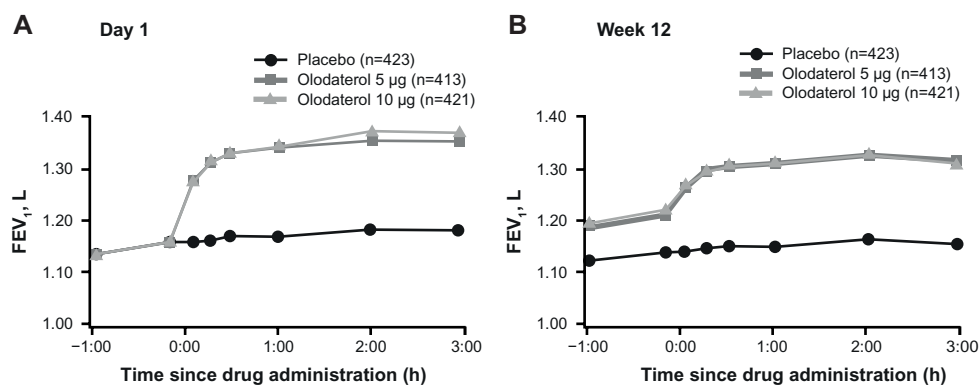 A Day 1
Placebo (n=423)
Olodaterol 5 µg (n=413)
Olodaterol 10 µg (n=421)
1.40
1.30
1.20
1.10
1.00
FEV₁, L
−1:00 0:00 1:00 2:00 3:00
Time since drug administration (h)
B Week 12
Placebo (n=423)
Olodaterol 5 µg (n=413)
Olodaterol 10 µg (n=421)
1.40
1.30
1.20
1.10
1.00
FEV₁, L
−1:00 0:00 1:00 2:00 3:00
Time since drug administration (h)